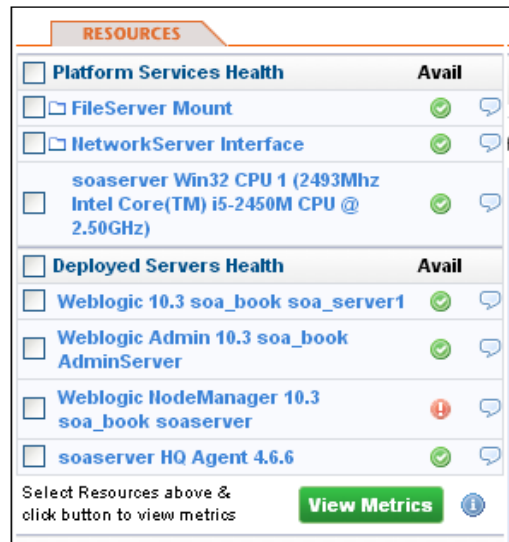 RESOURCES
Platform Services Health Avail
FileServer Mount
NetworkServer Interface
soaserver Win32 CPU 1 (2493Mhz
Intel Core(TM) i5-2450M CPU @
2.50GHz)
Deployed Servers Health Avail
Weblogic 10.3 soa_book soa_server1
Weblogic Admin 10.3 soa_book
AdminServer
Weblogic NodeManager 10.3
soa_book soaserver
soaserver HQ Agent 4.6.6
Select Resources above &
click button to view metrics
View Metrics